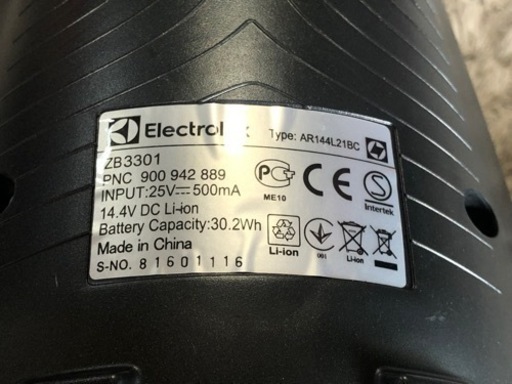 Electrolux Type: AR144L21BC
ZB3301
PNC 900 942 889
INPUT:25V⎓500mA
14.4V DC Li-ion
Battery Capacity:30.2Wh
Made in China
S-NO. 81601116
ME10
S
Intertek
Li-ion
Li-ion